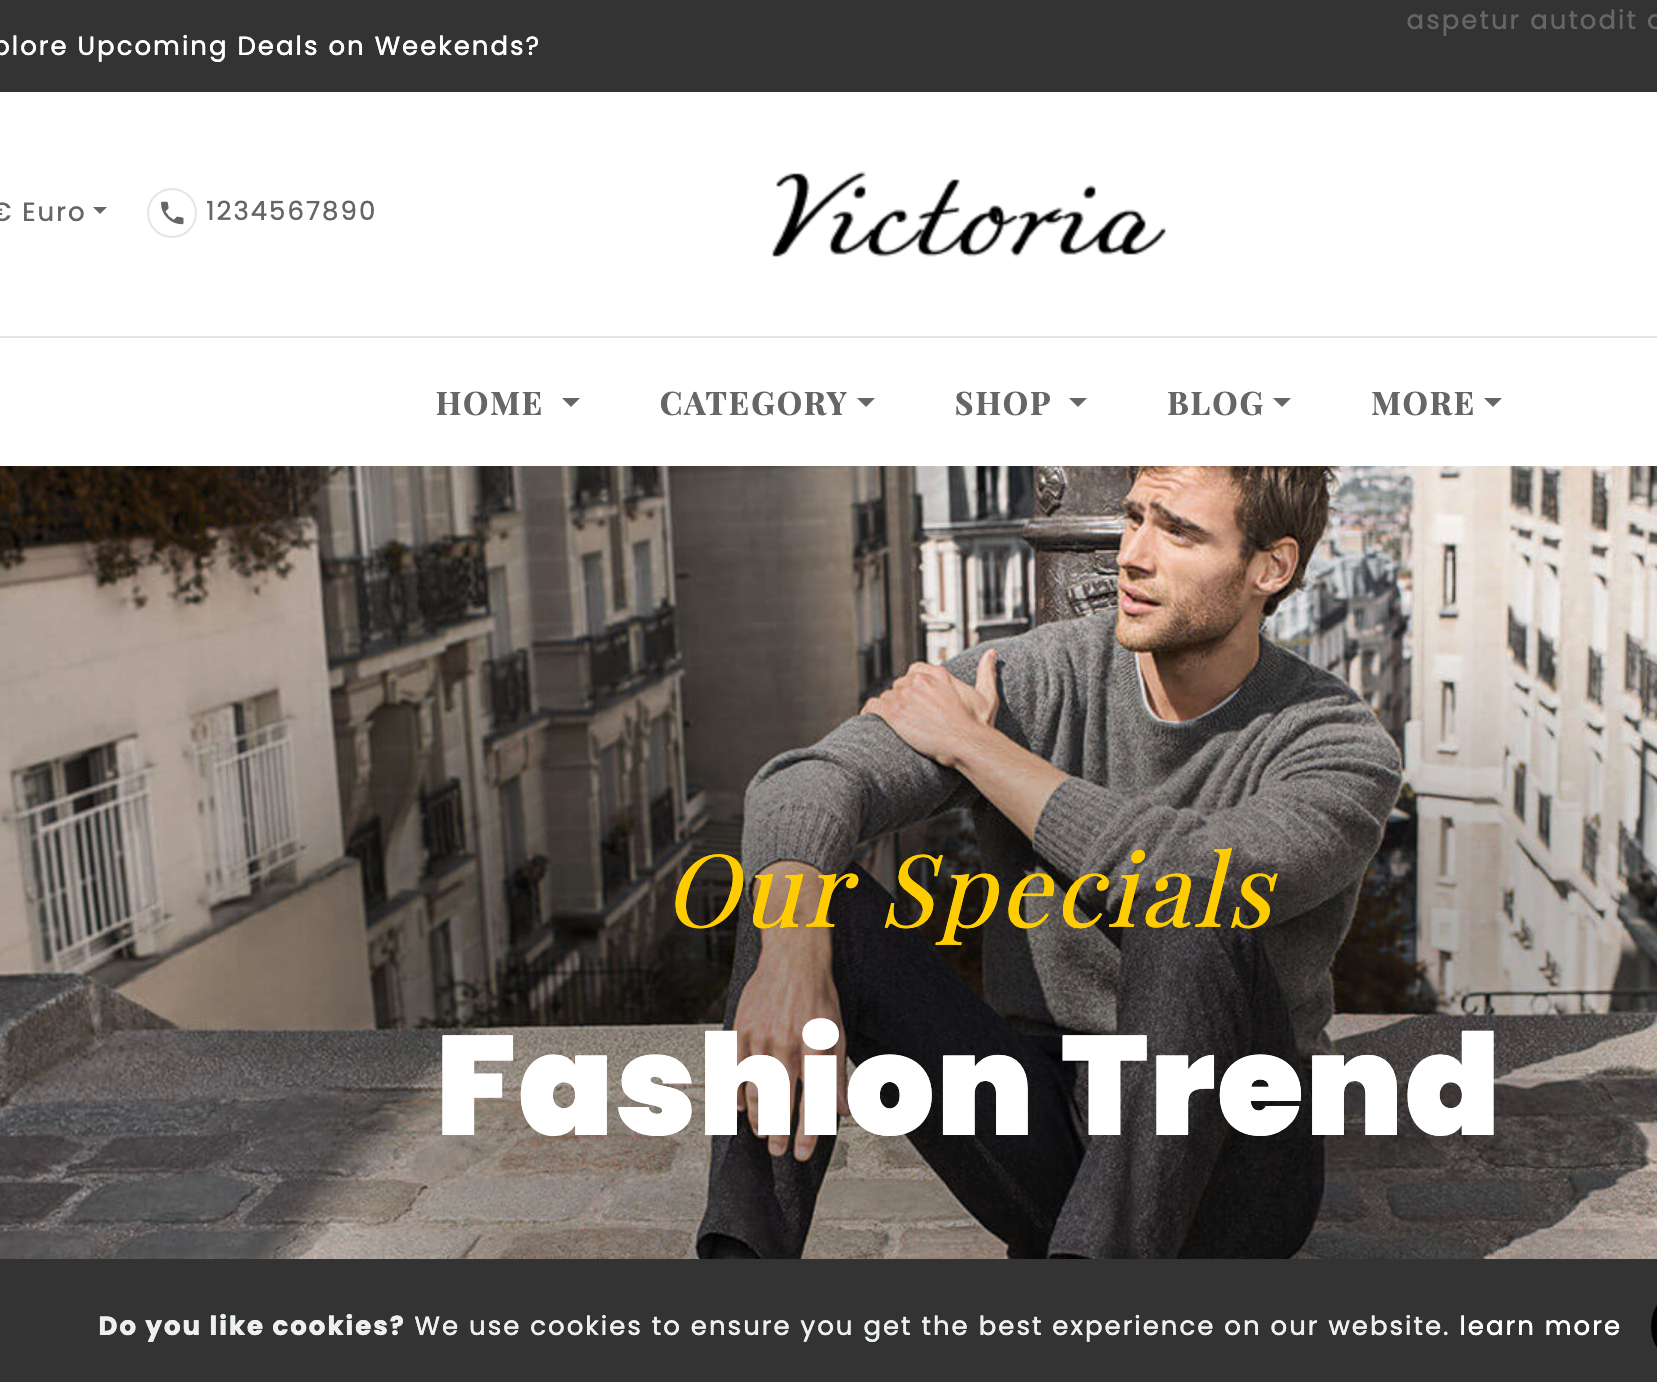 aspetur autodit
plore Upcoming Deals on Weekends?
€ Euro
1234567890
Victoria
HOME CATEGORY SHOP BLOG MORE
Our Specials
Fashion Trend
Do you like cookies? We use cookies to ensure you get the best experience on our website. learn more